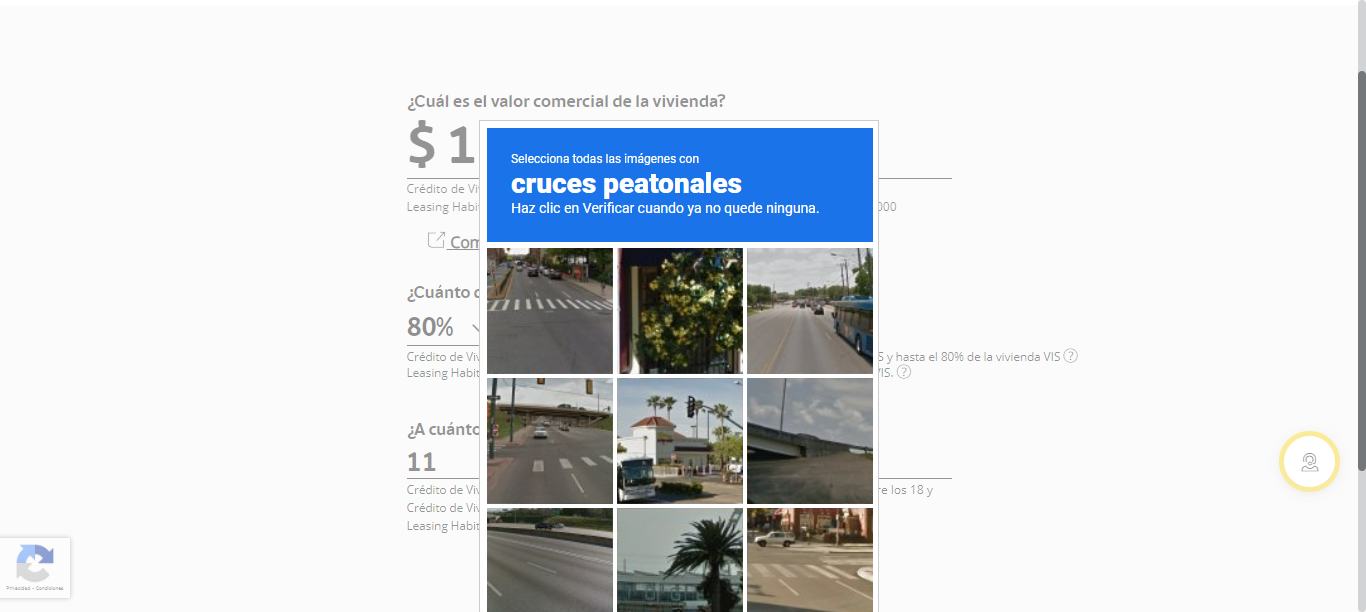 ¿Cuál es el valor comercial de la vivienda?
$ 1
Selecciona todas las imágenes con
cruces peatonales
Haz clic en Verificar cuando ya no quede ninguna.
Crédito de Viv
Leasing Habit
000
Com
¿Cuánto
80%
Crédito de Viv
S y hasta el 80% de la vivienda VIS ?
Leasing Habit
VIS. ?
¿A cuánto
11
Crédito de Viv
re los 18 y
Crédito de Viv
Leasing Habit
Privacidad - Condiciones